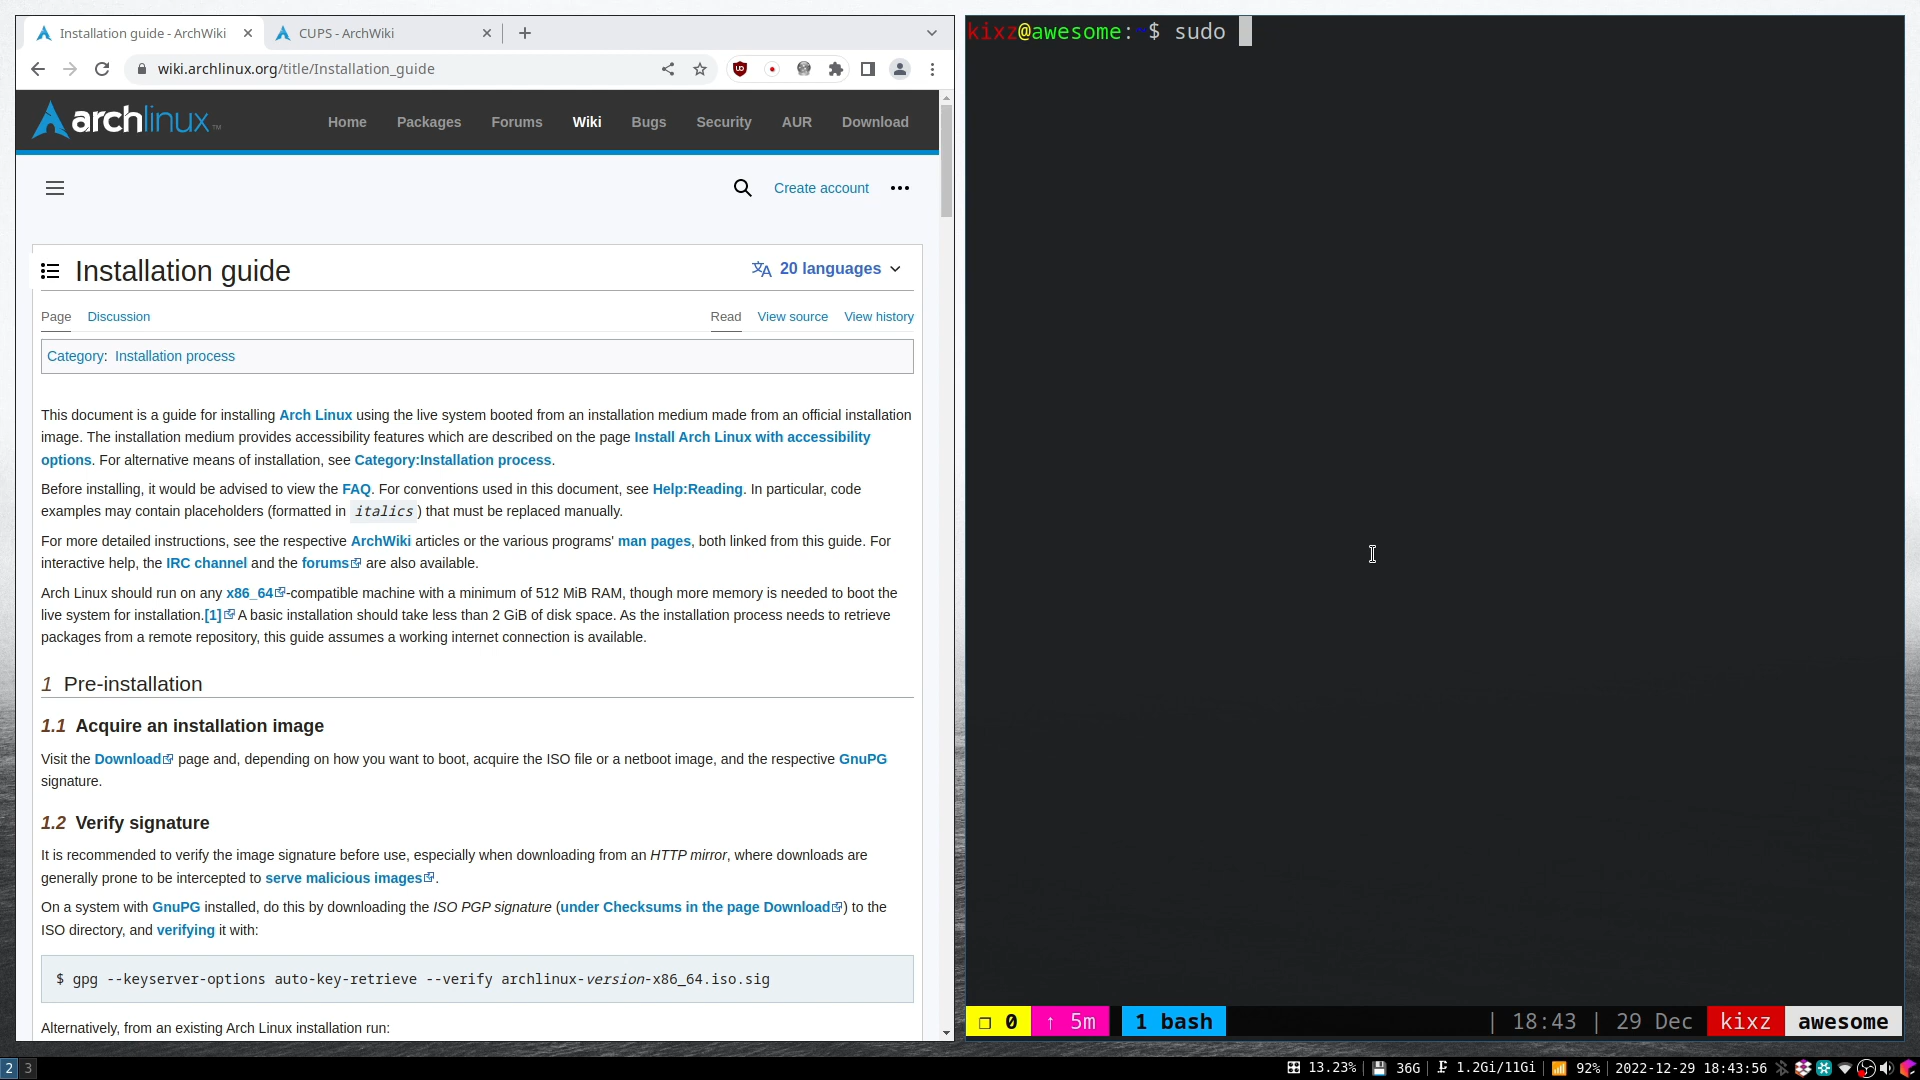 Installation guide - ArchWiki
CUPS - ArchWiki
wiki.archlinux.org/title/Installation_guide
archlinux™
Home Packages Forums Wiki Bugs Security AUR Download
Create account
Installation guide
20 languages
Page Discussion Read View source View history
Category: Installation process
This document is a guide for installing Arch Linux using the live system booted from an installation medium made from an official installation
image. The installation medium provides accessibility features which are described on the page Install Arch Linux with accessibility
options. For alternative means of installation, see Category:Installation process.
Before installing, it would be advised to view the FAQ. For conventions used in this document, see Help:Reading. In particular, code
examples may contain placeholders (formatted in italics) that must be replaced manually.
For more detailed instructions, see the respective ArchWiki articles or the various programs' man pages, both linked from this guide. For
interactive help, the IRC channel and the forums are also available.
Arch Linux should run on any x86_64-compatible machine with a minimum of 512 MiB RAM, though more memory is needed to boot the
live system for installation.[1] A basic installation should take less than 2 GiB of disk space. As the installation process needs to retrieve
packages from a remote repository, this guide assumes a working internet connection is available.
1 Pre-installation
1.1 Acquire an installation image
Visit the Download page and, depending on how you want to boot, acquire the ISO file or a netboot image, and the respective GnuPG
signature.
1.2 Verify signature
It is recommended to verify the image signature before use, especially when downloading from an HTTP mirror, where downloads are
generally prone to be intercepted to serve malicious images.
On a system with GnuPG installed, do this by downloading the ISO PGP signature (under Checksums in the page Download) to the
ISO directory, and verifying it with:
$ gpg --keyserver-options auto-key-retrieve --verify archlinux-version-x86_64.iso.sig
Alternatively, from an existing Arch Linux installation run:
kixz@awesome:~$ sudo
❐ 0 ↑ 5m 1 bash | 18:43 | 29 Dec kixz awesome
2 3 13.23% 36G 1.2Gi/11Gi 92% 2022-12-29 18:43:56